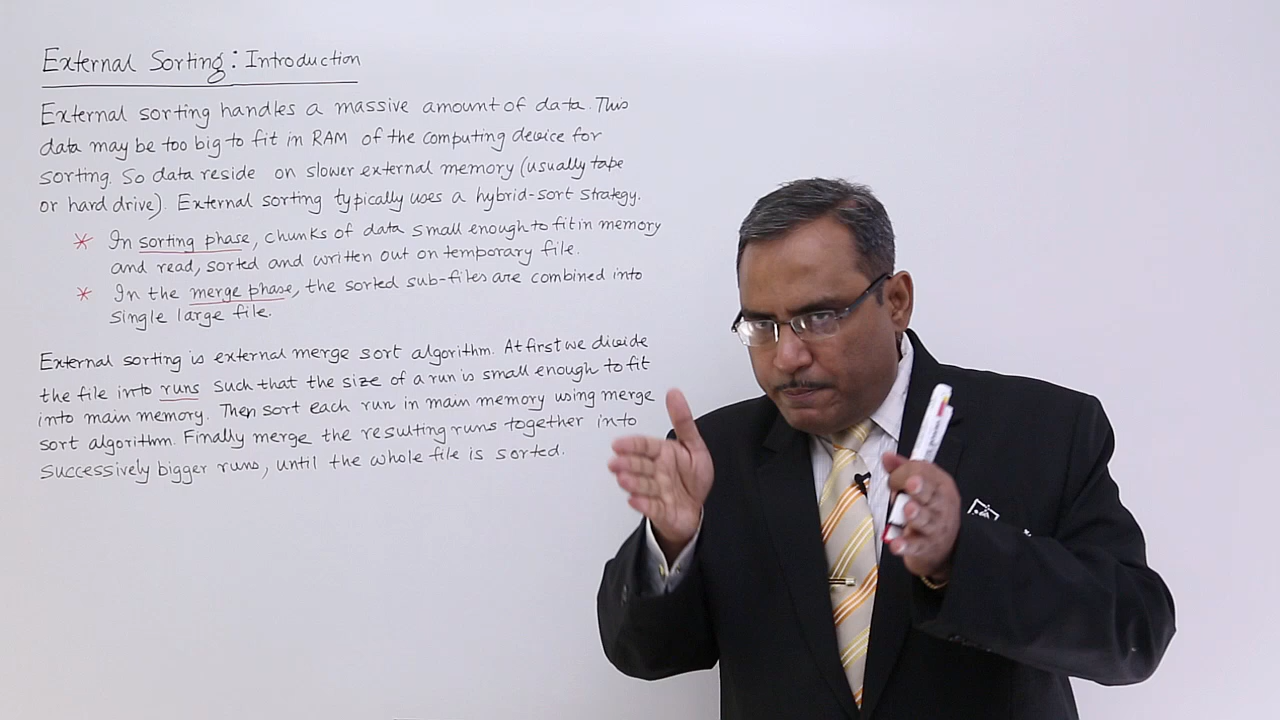 External Sorting: Introduction
External sorting handles a massive amount of data. This
data may be too big to fit in RAM of the computing device for
sorting. So data reside on slower external memory (usually tape
or hard drive). External sorting typically uses a hybrid-sort strategy.
* In sorting phase, chunks of data small enough to fit in memory
and read, sorted and written out on temporary file.
* In the merge phase, the sorted sub-files are combined into
single large file.
External sorting is external merge sort algorithm. At first we divide
the file into runs such that the size of a run is small enough to fit
into main memory. Then sort each run in main memory using merge
sort algorithm. Finally merge the resulting runs together into
successively bigger runs, until the whole file is sorted.